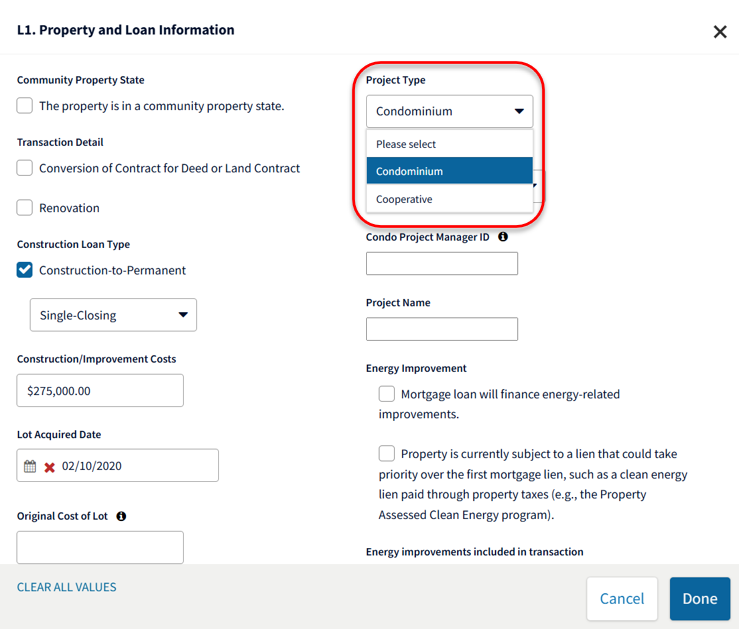 L1. Property and Loan Information
Community Property State
The property is in a community property state.
Transaction Detail
Conversion of Contract for Deed or Land Contract
Renovation
Construction Loan Type
Construction-to-Permanent
Single-Closing
Construction/Improvement Costs
$275,000.00
Lot Acquired Date
02/10/2020
Original Cost of Lot
Project Type
Condominium
Please select
Condominium
Cooperative
Condo Project Manager ID
Project Name
Energy Improvement
Mortgage loan will finance energy-related
improvements.
Property is currently subject to a lien that could take
priority over the first mortgage lien, such as a clean energy
lien paid through property taxes (e.g., the Property
Assessed Clean Energy program).
Energy improvements included in transaction
CLEAR ALL VALUES
Cancel
Done